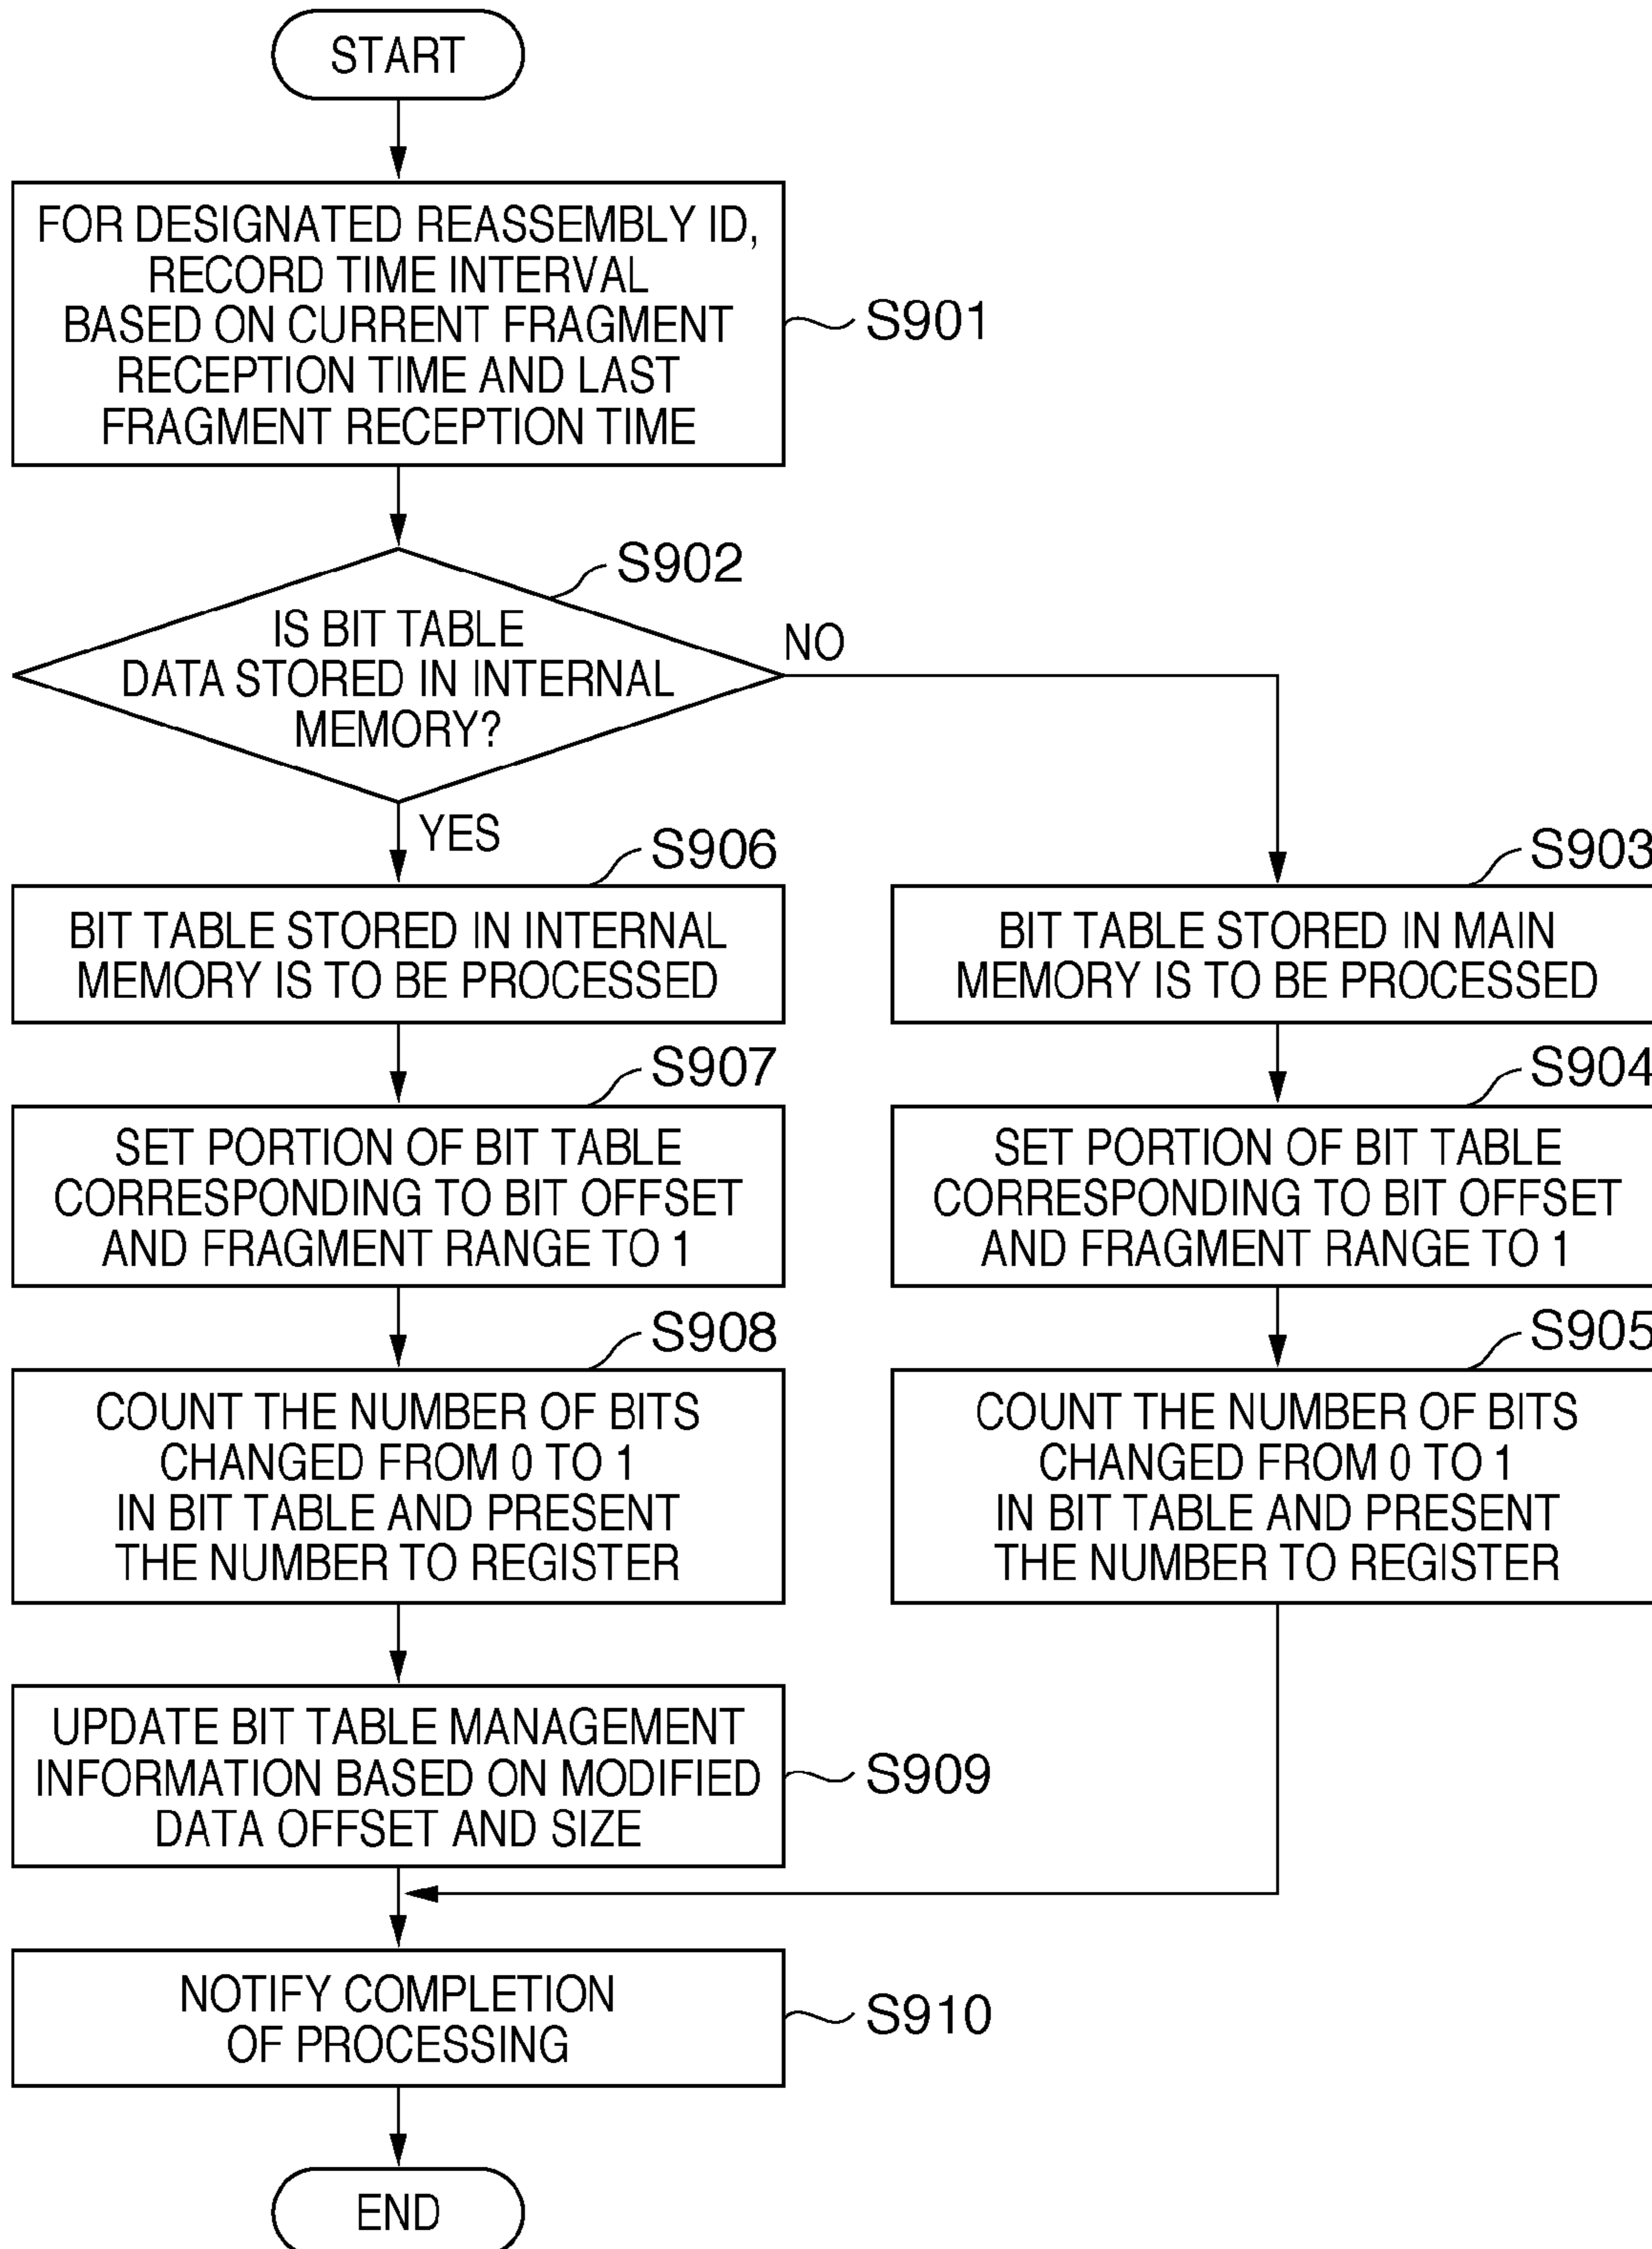 START
FOR DESIGNATED REASSEMBLY ID,
RECORD TIME INTERVAL
BASED ON CURRENT FRAGMENT
RECEPTION TIME AND LAST
FRAGMENT RECEPTION TIME
S901
S902
IS BIT TABLE
DATA STORED IN INTERNAL
MEMORY?
NO
YES
S906
BIT TABLE STORED IN INTERNAL
MEMORY IS TO BE PROCESSED
S903
BIT TABLE STORED IN MAIN
MEMORY IS TO BE PROCESSED
S907
SET PORTION OF BIT TABLE
CORRESPONDING TO BIT OFFSET
AND FRAGMENT RANGE TO 1
S904
SET PORTION OF BIT TABLE
CORRESPONDING TO BIT OFFSET
AND FRAGMENT RANGE TO 1
S908
COUNT THE NUMBER OF BITS
CHANGED FROM 0 TO 1
IN BIT TABLE AND PRESENT
THE NUMBER TO REGISTER
S905
COUNT THE NUMBER OF BITS
CHANGED FROM 0 TO 1
IN BIT TABLE AND PRESENT
THE NUMBER TO REGISTER
UPDATE BIT TABLE MANAGEMENT
INFORMATION BASED ON MODIFIED
DATA OFFSET AND SIZE
S909
NOTIFY COMPLETION
OF PROCESSING
S910
END